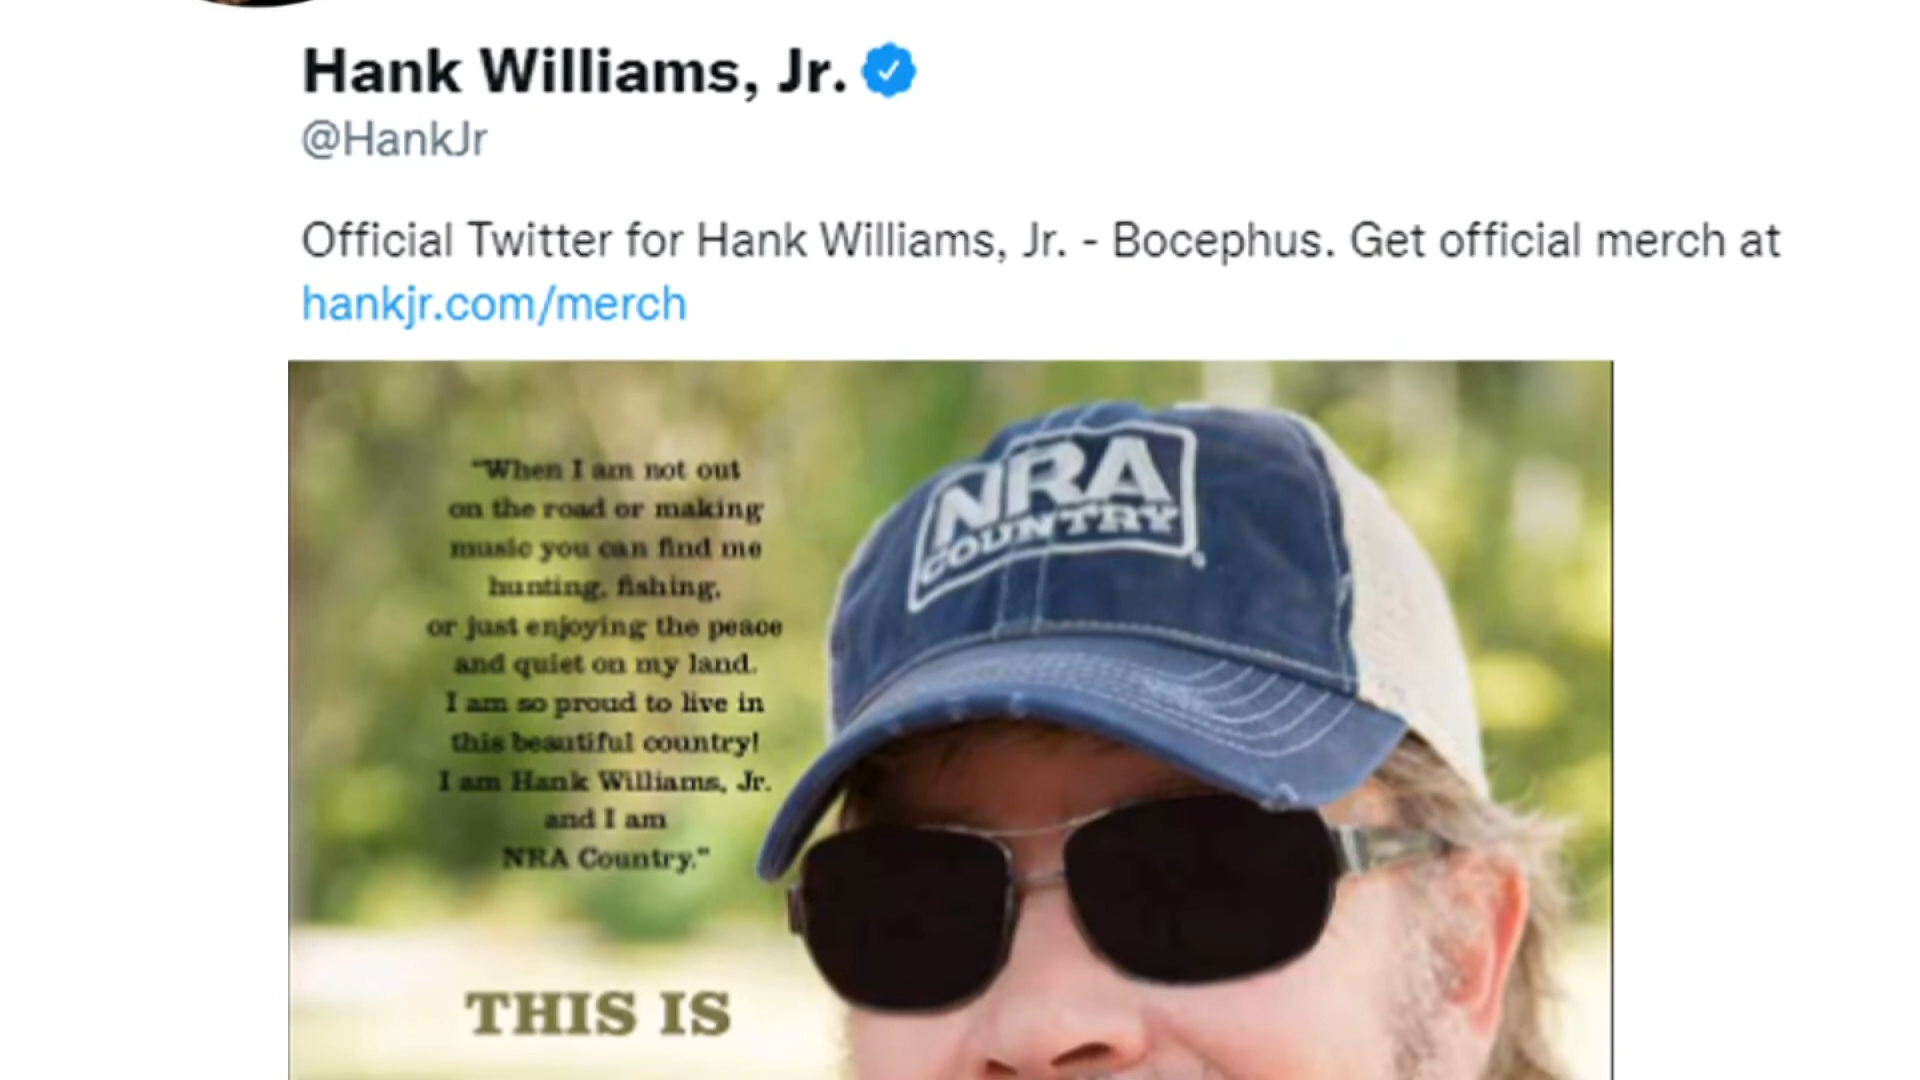 Hank Williams, Jr.
@HankJr
Official Twitter for Hank Williams, Jr. - Bocephus. Get official merch at
hankjr.com/merch
"When I am not out
on the road or making
music you can find me
hunting, fishing,
or just enjoying the peace
and quiet on my land.
I am so proud to live in
this beautiful country!
I am Hank Williams, Jr.
and I am
NRA Country."
THIS IS
NRA
COUNTRY